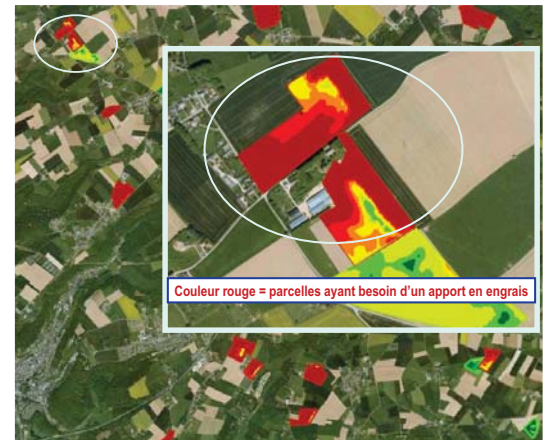 Couleur rouge = parcelles ayant besoin d'un apport en engrais